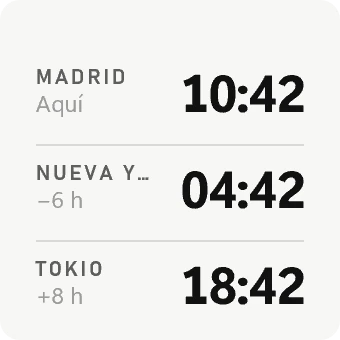 MADRID
Aquí
10:42
NUEVA Y…
−6 h
04:42
TOKIO
+8 h
18:42